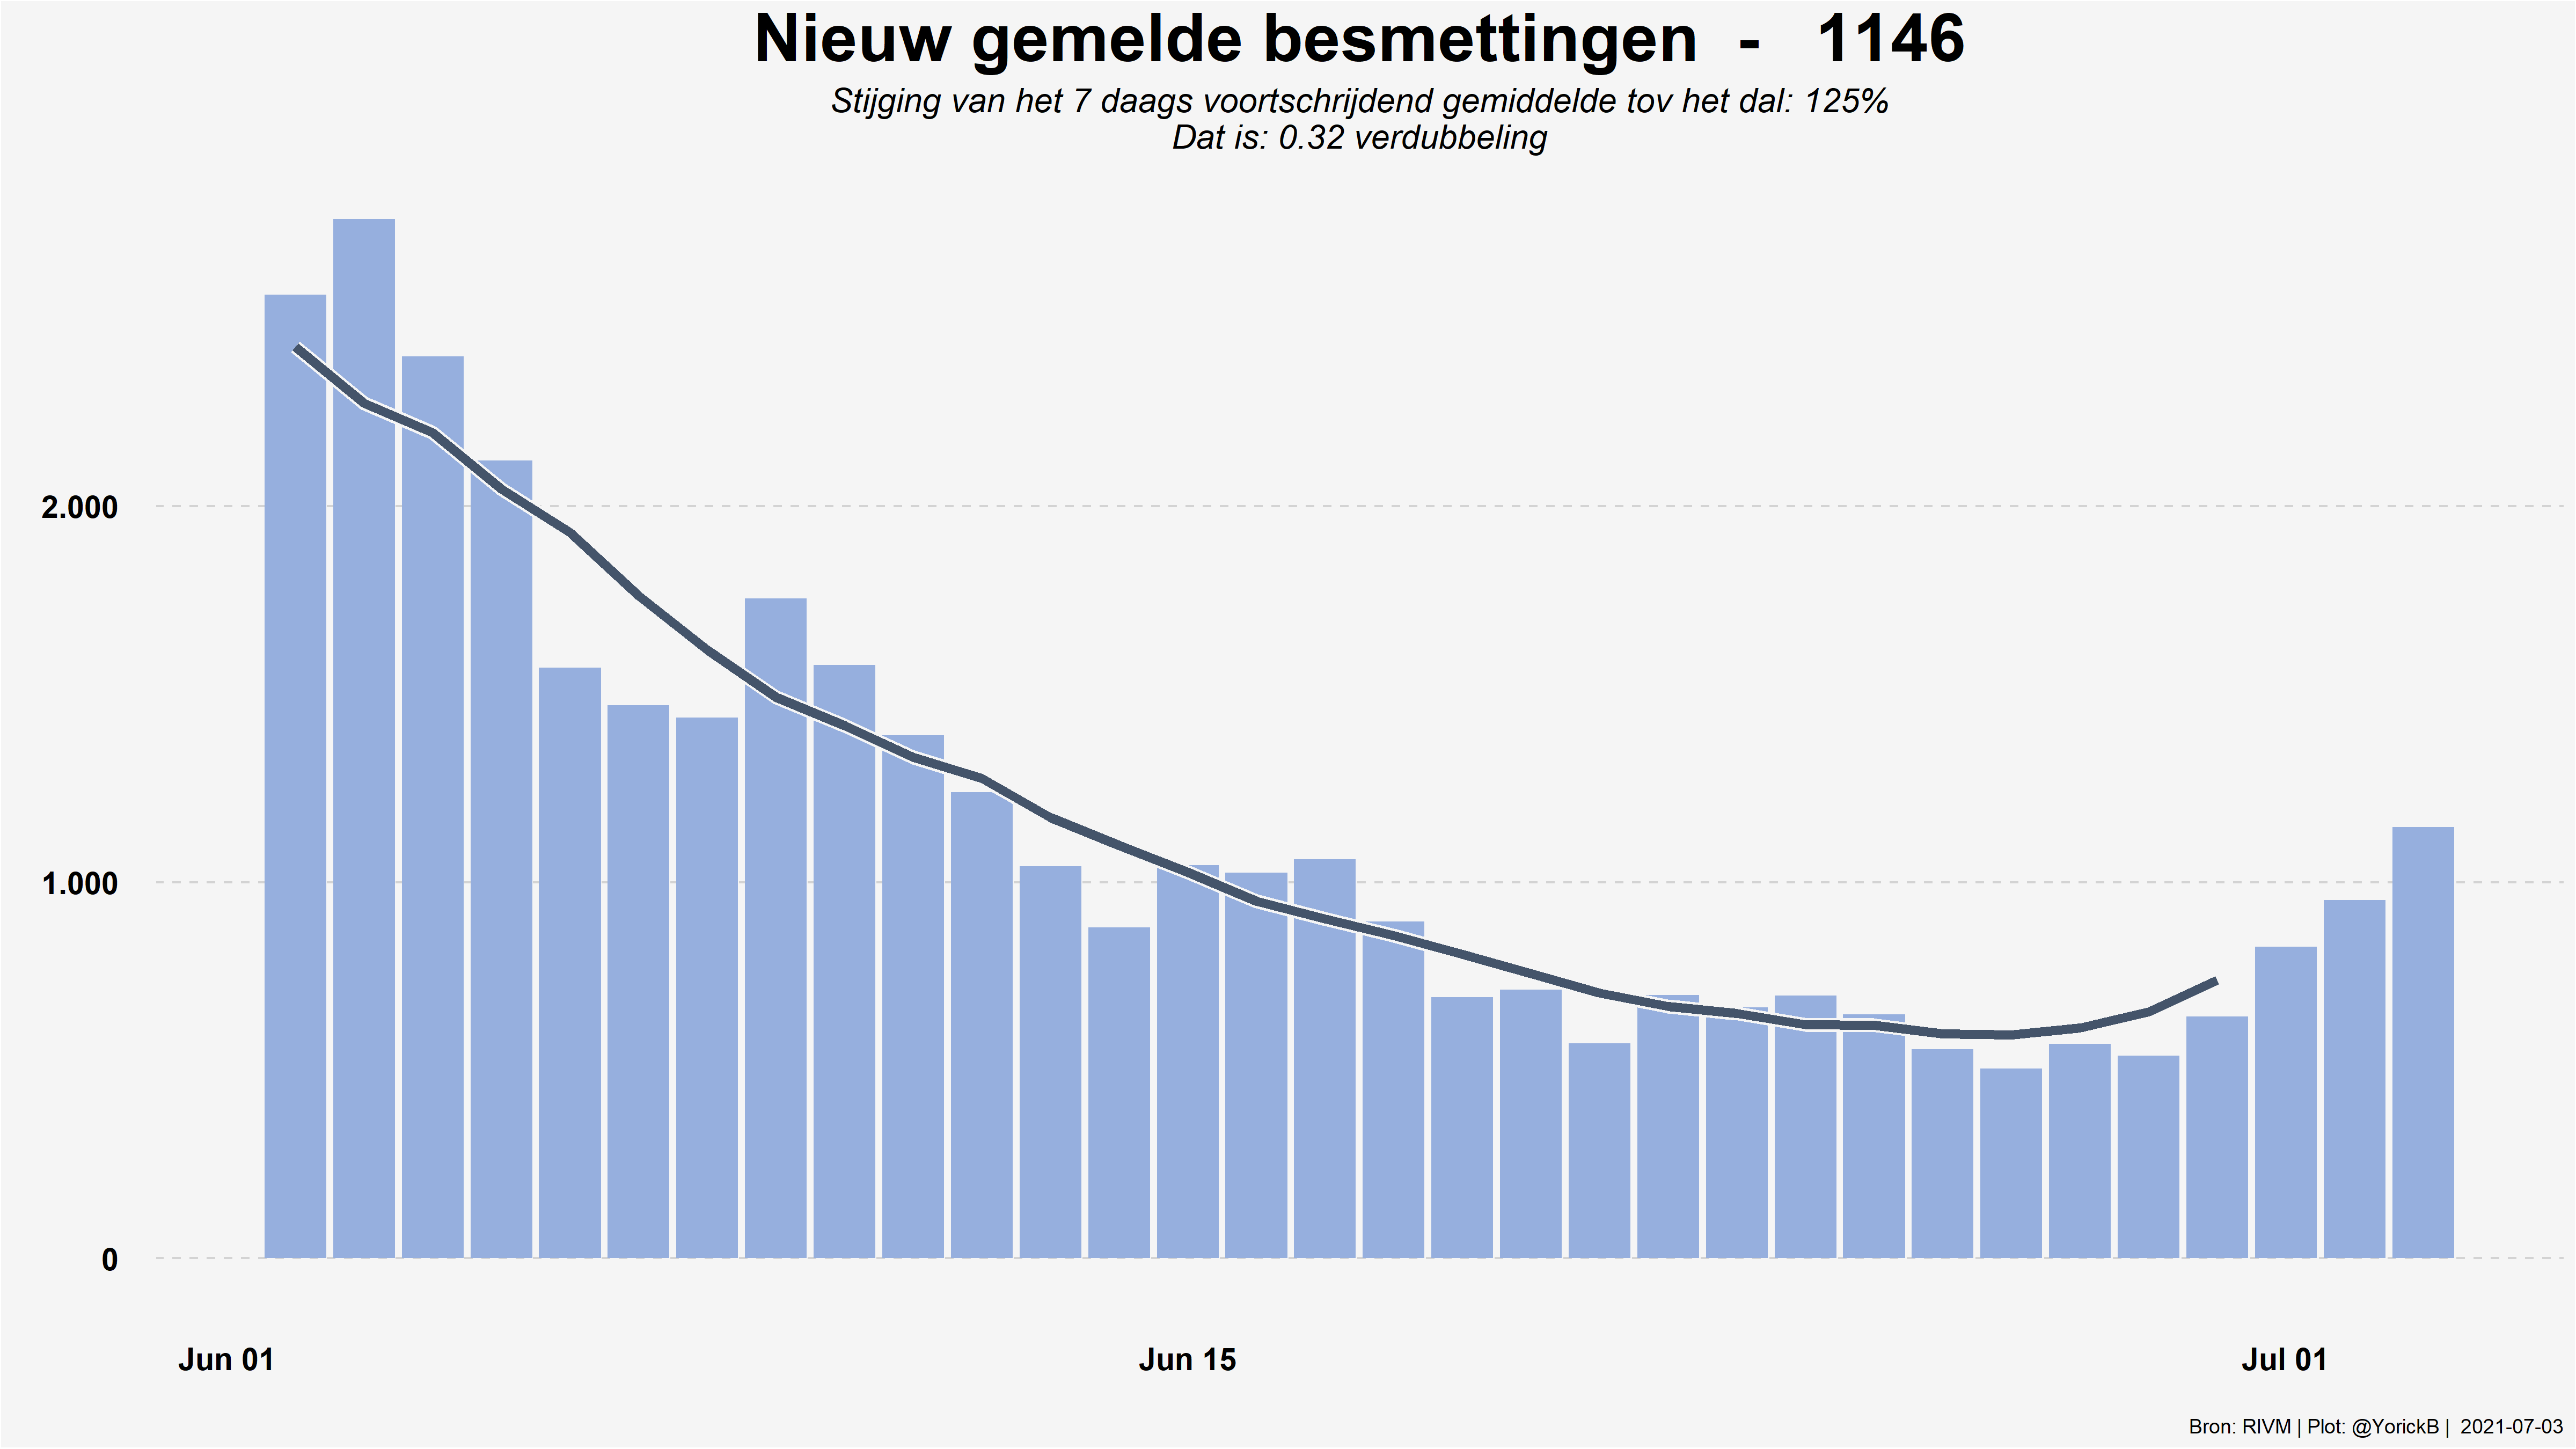 Nieuw gemelde besmettingen - 1146
Stijging van het 7 daags voortschrijdend gemiddelde tov het dal: 125%
Dat is: 0.32 verdubbeling
2.000
1.000
0
Jun 01
Jun 15
Jul 01
Bron: RIVM | Plot: @YorickB | 2021-07-03